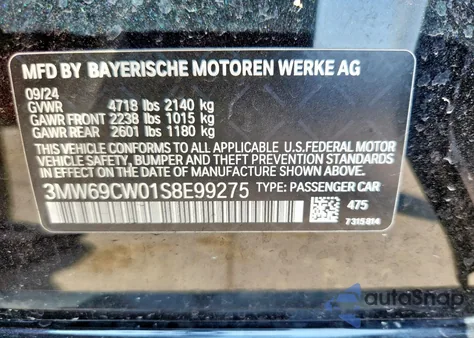 MFD BY BAYERISCHE MOTOREN WERKE AG
09/24
GVWR 4718 lbs 2140 kg
GAWR FRONT 2238 lbs 1015 kg
GAWR REAR 2601 lbs 1180 kg
THIS VEHICLE CONFORMS TO ALL APPLICABLE U.S.FEDERAL MOTOR
VEHICLE SAFETY, BUMPER AND THEFT PREVENTION STANDARDS
IN EFFECT ON THE DATE OF MANUFACTURE SHOWN ABOVE.
3MW69CW01S8E99275 TYPE: PASSENGER CAR
475
7315814
autoSnap